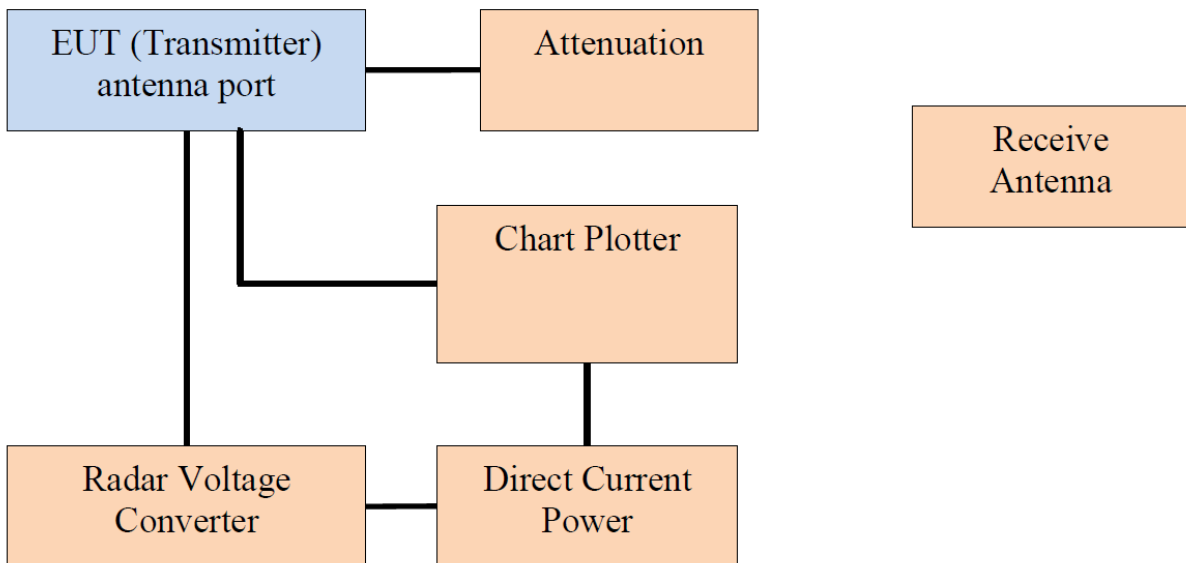 EUT (Transmitter)
antenna port
Attenuation
Receive
Antenna
Chart Plotter
Radar Voltage
Converter
Direct Current
Power